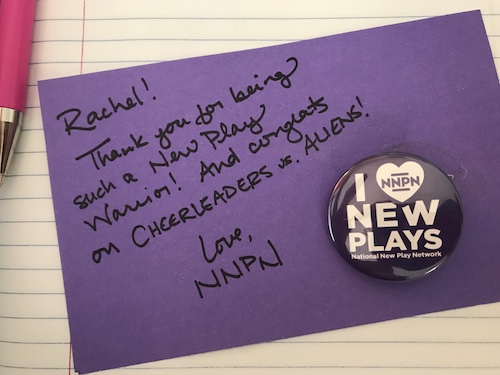 Rachel!
Thank you for being
such a New Play
Warrior! And congrats
on CHEERLEADERS vs. ALIENS!
Love,
NNPN
I NNPN
NEW
PLAYS
National New Play Network